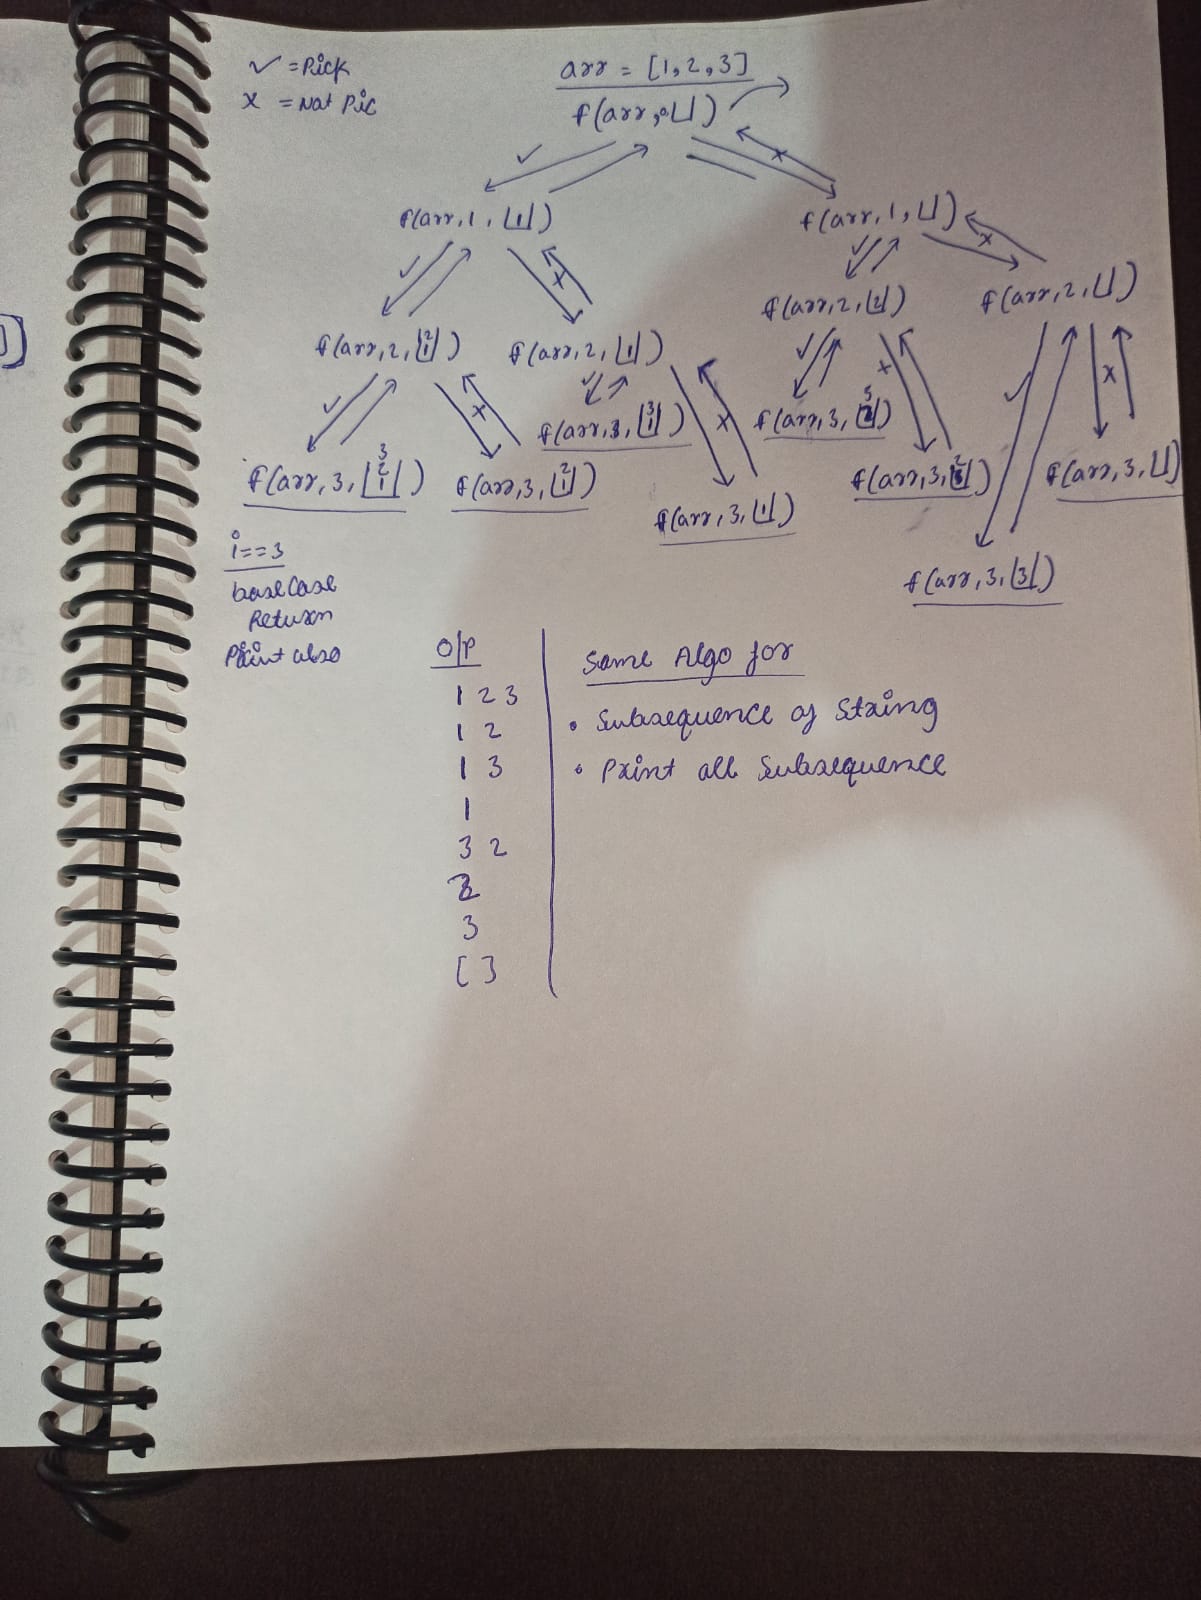 ✓ = Pick
x = Not Pic
arr = [1,2,3]
f(arr,0,⌊⌋)
✓ x
f(arr,1,⌊1⌋) f(arr,1,⌊⌋)
✓ x ✓ x
f(arr,2,⌊2 1⌋) f(arr,2,⌊1⌋) f(arr,2,⌊2⌋) f(arr,2,⌊⌋)
✓ x ✓ x ✓ x ✓ x
f(arr,3,⌊3 2 1⌋) f(arr,3,⌊2 1⌋) f(arr,3,⌊3 1⌋) f(arr,3,⌊1⌋) f(arr,3,⌊3 2⌋) f(arr,3,⌊2⌋) f(arr,3,⌊3⌋) f(arr,3,⌊⌋)
i==3
base Case
Return
Print also
O/P
1 2 3
1 2
1 3
1
3 2
2
3
[ ]
Same Algo for
• Subsequence of String
• Print all Subsequence